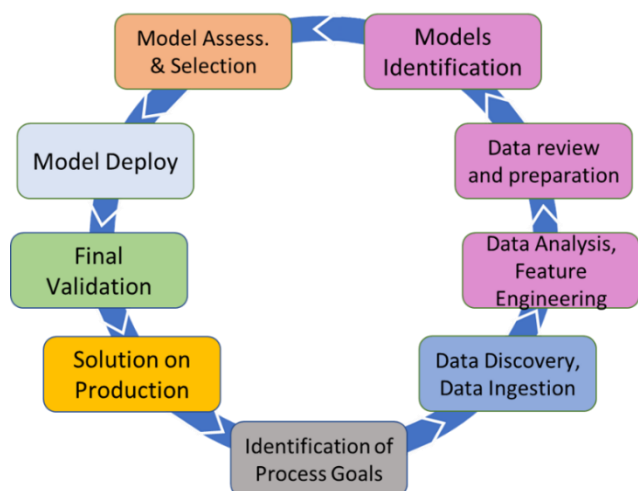 Model Assess.
& Selection
Models
Identification
Model Deploy
Data review
and preparation
Final
Validation
Data Analysis,
Feature
Engineering
Solution on
Production
Data Discovery,
Data Ingestion
Identification of
Process Goals